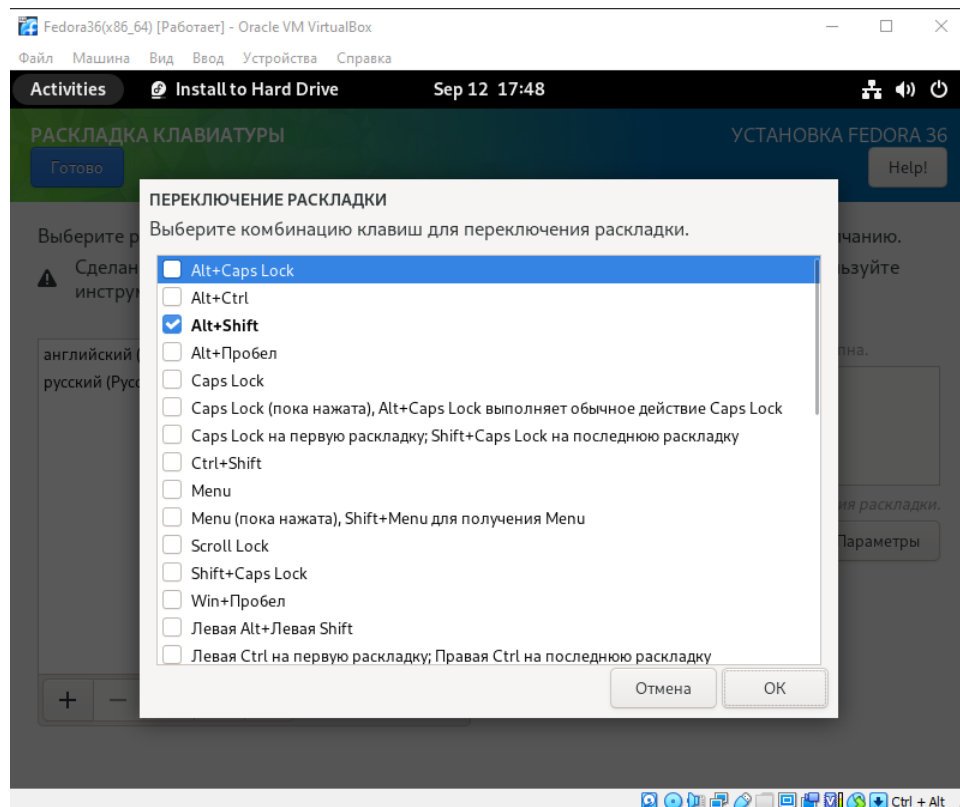 Fedora36(x86_64) [Работает] - Oracle VM VirtualBox
Файл Машина Вид Ввод Устройства Справка
Activities Install to Hard Drive Sep 12 17:48
РАСКЛАДКА КЛАВИАТУРЫ УСТАНОВКА FEDORA 36
Готово Help!
ПЕРЕКЛЮЧЕНИЕ РАСКЛАДКИ
Выберите комбинацию клавиш для переключения раскладки.
Выберите
Alt+Caps Lock
Alt+Ctrl
Alt+Shift
Alt+Пробел
английский
Caps Lock
русский
Caps Lock (пока нажата), Alt+Caps Lock выполняет обычное действие Caps Lock
Caps Lock на первую раскладку; Shift+Caps Lock на последнюю раскладку
Ctrl+Shift
Menu
Menu (пока нажата), Shift+Menu для получения Menu
раскладки.
Scroll Lock
Параметры
Shift+Caps Lock
Win+Пробел
Левая Alt+Левая Shift
Левая Ctrl на первую раскладку; Правая Ctrl на последнюю раскладку
Отмена ОК
Ctrl + Alt